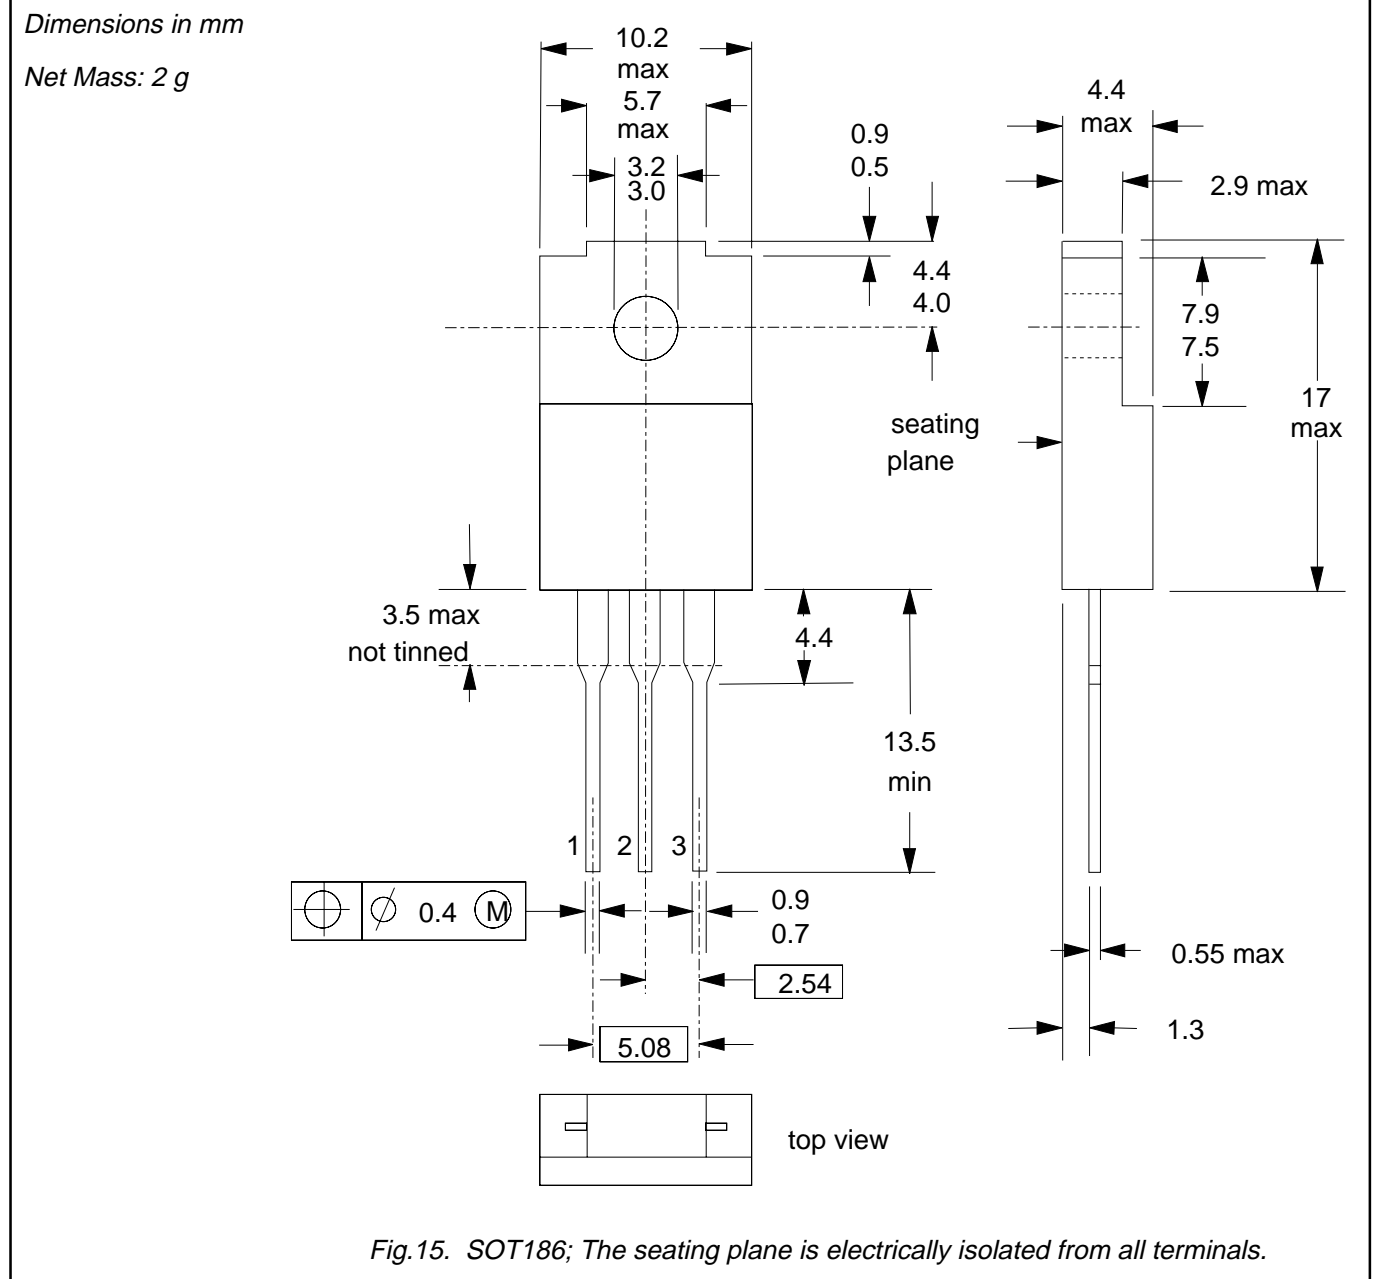 Dimensions in mm
Net Mass: 2 g
10.2
max
5.7
max
3.2
3.0
0.9
0.5
4.4
max
2.9 max
4.4
4.0
7.9
7.5
17
max
seating
plane
3.5 max
not tinned
4.4
13.5
min
1 2 3
0.4 M
0.9
0.7
2.54
5.08
0.55 max
1.3
top view
Fig.15. SOT186; The seating plane is electrically isolated from all terminals.